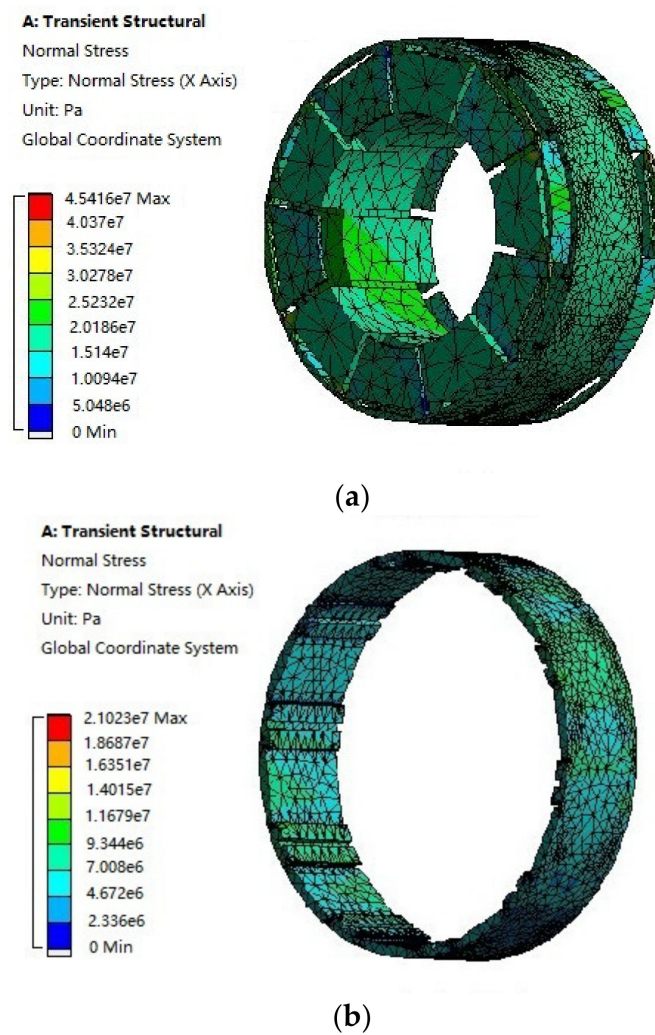 A: Transient Structural
Normal Stress
Type: Normal Stress (X Axis)
Unit: Pa
Global Coordinate System
4.5416e7 Max
4.037e7
3.5324e7
3.0278e7
2.5232e7
2.0186e7
1.514e7
1.0094e7
5.048e6
0 Min
(a)
A: Transient Structural
Normal Stress
Type: Normal Stress (X Axis)
Unit: Pa
Global Coordinate System
2.1023e7 Max
1.8687e7
1.6351e7
1.4015e7
1.1679e7
9.344e6
7.008e6
4.672e6
2.336e6
0 Min
(b)